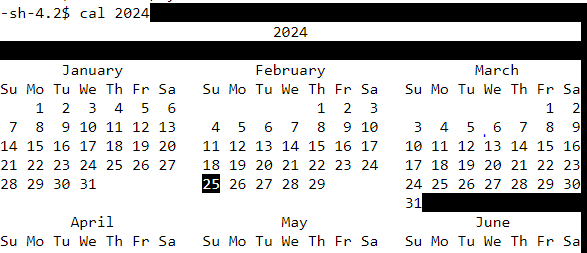 -sh-4.2$ cal 2024
2024
January February March
Su Mo Tu We Th Fr Sa Su Mo Tu We Th Fr Sa Su Mo Tu We Th Fr Sa
1 2 3 4 5 6 1 2 3 1 2
7 8 9 10 11 12 13 4 5 6 7 8 9 10 3 4 5 6 7 8 9
14 15 16 17 18 19 20 11 12 13 14 15 16 17 10 11 12 13 14 15 16
21 22 23 24 25 26 27 18 19 20 21 22 23 24 17 18 19 20 21 22 23
28 29 30 31 25 26 27 28 29 24 25 26 27 28 29 30
31
April May June
Su Mo Tu We Th Fr Sa Su Mo Tu We Th Fr Sa Su Mo Tu We Th Fr Sa